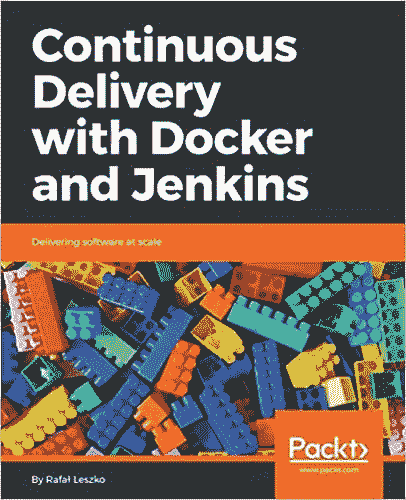 Continuous
Delivery
with Docker
and Jenkins
Delivering software at scale
Packt>
www.packt.com
By Rafał Leszko